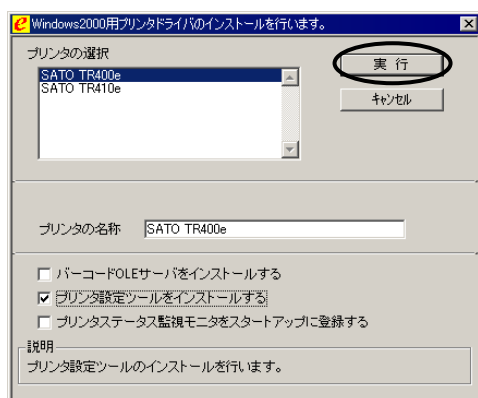 Windows2000用プリンタドライバのインストールを行います。
プリンタの選択
SATO TR400e
SATO TR410e
実 行
キャンセル
プリンタの名称
SATO TR400e
バーコードOLEサーバをインストールする
プリンタ設定ツールをインストールする
プリンタステータス監視モニタをスタートアップに登録する
説明
プリンタ設定ツールのインストールを行います。